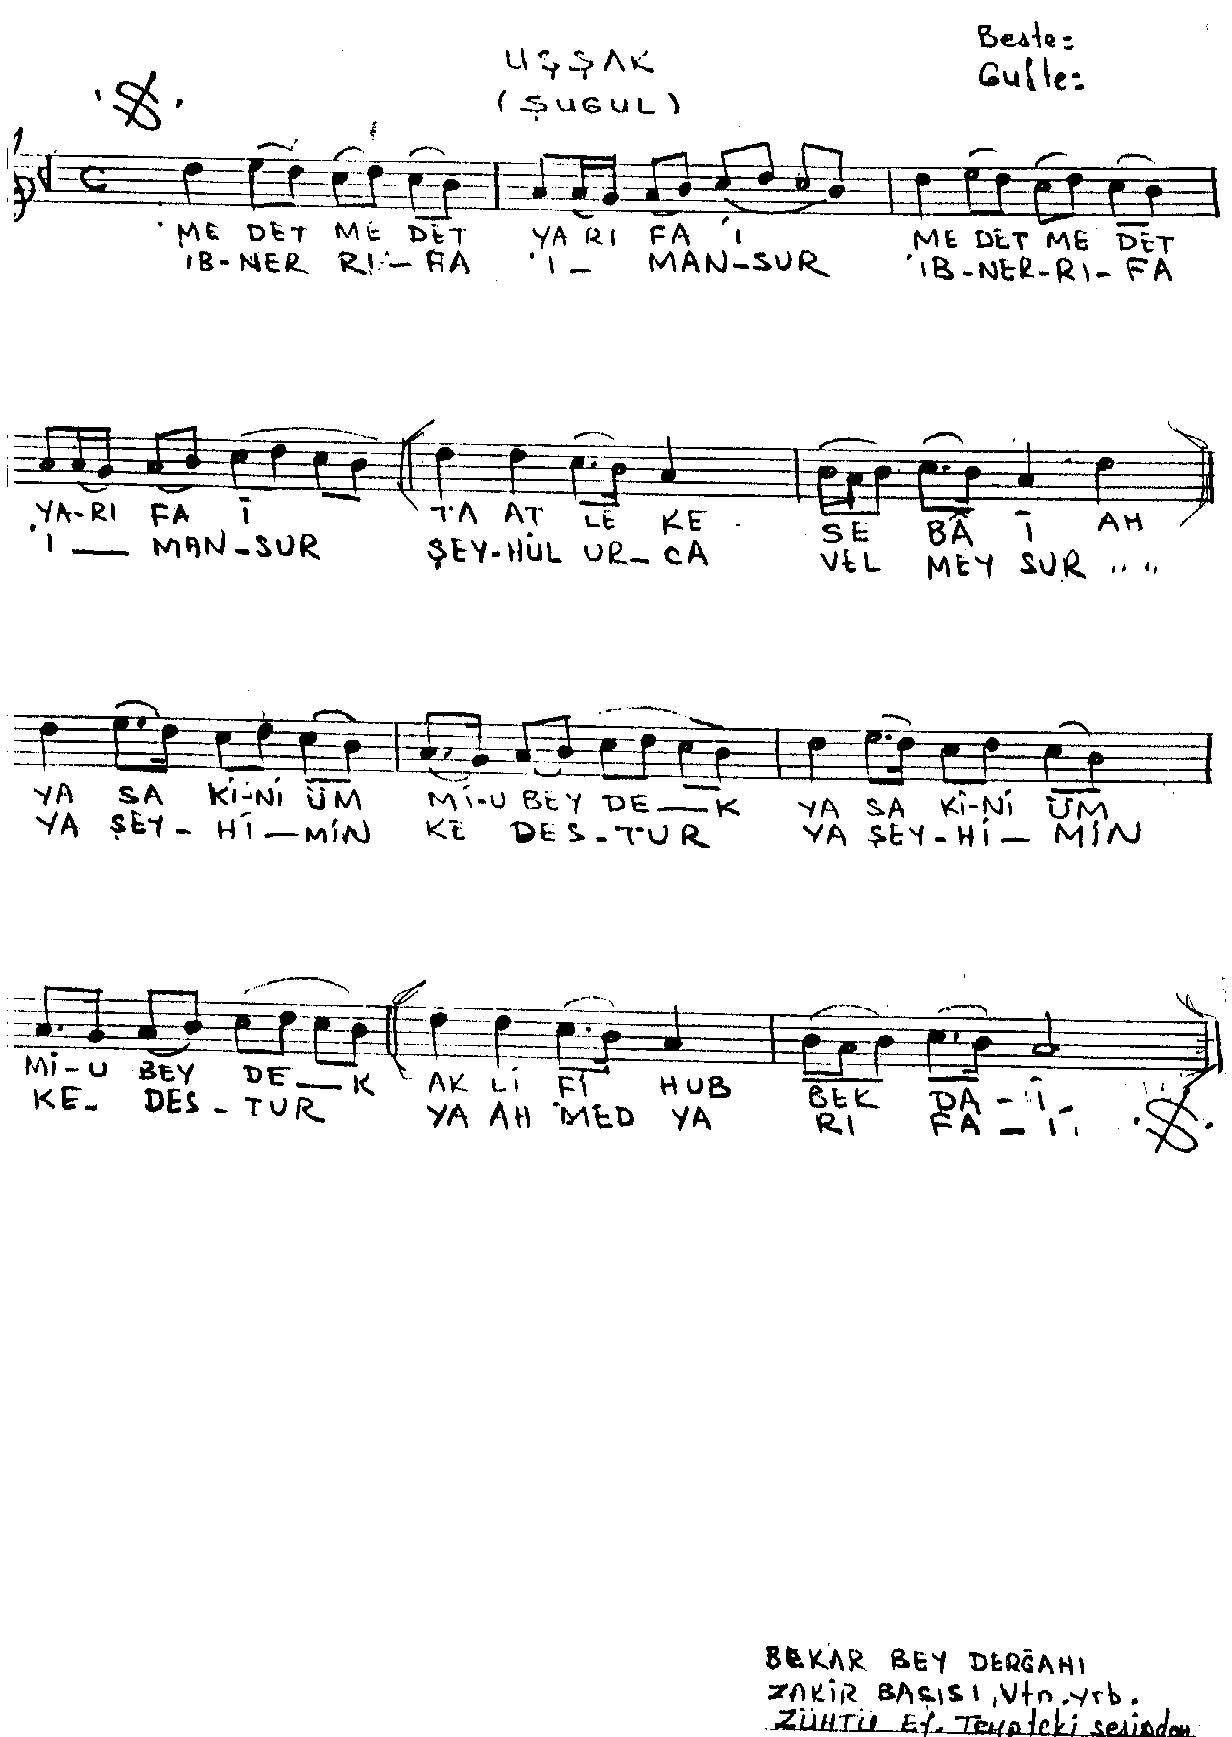 Beste:
UŞŞAK
Gufte:
(ŞUGUL)
C
ME DET ME DET YA RI FA 'I ME DET ME DET
'IB-NER RI-FA 'I- MAN-SUR 'IB-NER-RI-FA
YA-RI FA İ TA AT LE KE SE BÂ Ī AH
'I — MAN-SUR ŞEY-HÜL UR-CA VEL MEY SUR " "
YA SA Kİ-Nİ ÜM Mİ-U BEY DE—K YA SA Kİ-Nİ ÜM
YA ŞEY-Hİ-MİN KE DES-TUR YA ŞEY-Hİ-MİN
Mİ-U BEY DE—K AK Lİ Fİ HUB BEK DA-Î-
KE- DES-TUR YA AH MED YA RI FA-İ
BEKAR BEY DERGAHI
ZAKİR BAŞISI, Vtn. yrb.
ZÜHTÜ Ef.